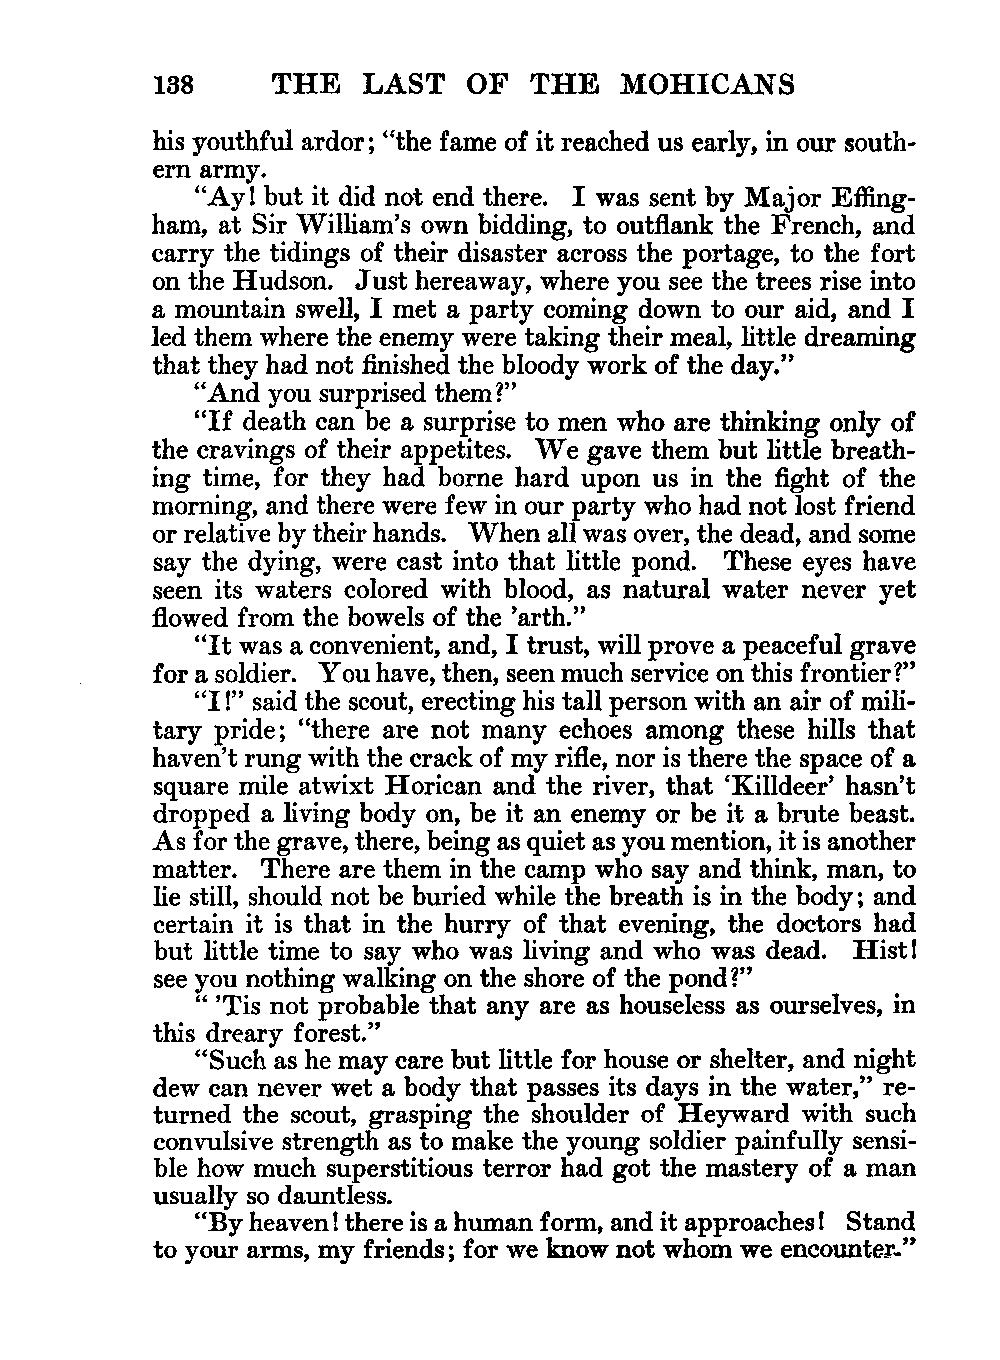 138 THE LAST OF THE MOHICANS
his youthful ardor; “the fame of it reached us early, in our south-
ern army.
“Ay! but it did not end there. I was sent by Major Effing-
ham, at Sir William’s own bidding, to outflank the French, and
carry the tidings of their disaster across the portage, to the fort
on the Hudson. Just hereaway, where you see the trees rise into
a mountain swell, I met a party coming down to our aid, and I
led them where the enemy were taking their meal, little dreaming
that they had not finished the bloody work of the day.”
“And you surprised them?”
“If death can be a surprise to men who are thinking only of
the cravings of their appetites. We gave them but little breath-
ing time, for they had borne hard upon us in the fight of the
morning, and there were few in our party who had not lost friend
or relative by their hands. When all was over, the dead, and some
say the dying, were cast into that little pond. These eyes have
seen its waters colored with blood, as natural water never yet
flowed from the bowels of the ’arth.”
“It was a convenient, and, I trust, will prove a peaceful grave
for a soldier. You have, then, seen much service on this frontier?”
“I!” said the scout, erecting his tall person with an air of mili-
tary pride; “there are not many echoes among these hills that
haven’t rung with the crack of my rifle, nor is there the space of a
square mile atwixt Horican and the river, that ‘Killdeer’ hasn’t
dropped a living body on, be it an enemy or be it a brute beast.
As for the grave, there, being as quiet as you mention, it is another
matter. There are them in the camp who say and think, man, to
lie still, should not be buried while the breath is in the body; and
certain it is that in the hurry of that evening, the doctors had
but little time to say who was living and who was dead. Hist!
see you nothing walking on the shore of the pond?”
“ ’Tis not probable that any are as houseless as ourselves, in
this dreary forest.”
“Such as he may care but little for house or shelter, and night
dew can never wet a body that passes its days in the water,” re-
turned the scout, grasping the shoulder of Heyward with such
convulsive strength as to make the young soldier painfully sensi-
ble how much superstitious terror had got the mastery of a man
usually so dauntless.
“By heaven! there is a human form, and it approaches! Stand
to your arms, my friends; for we know not whom we encounter.”